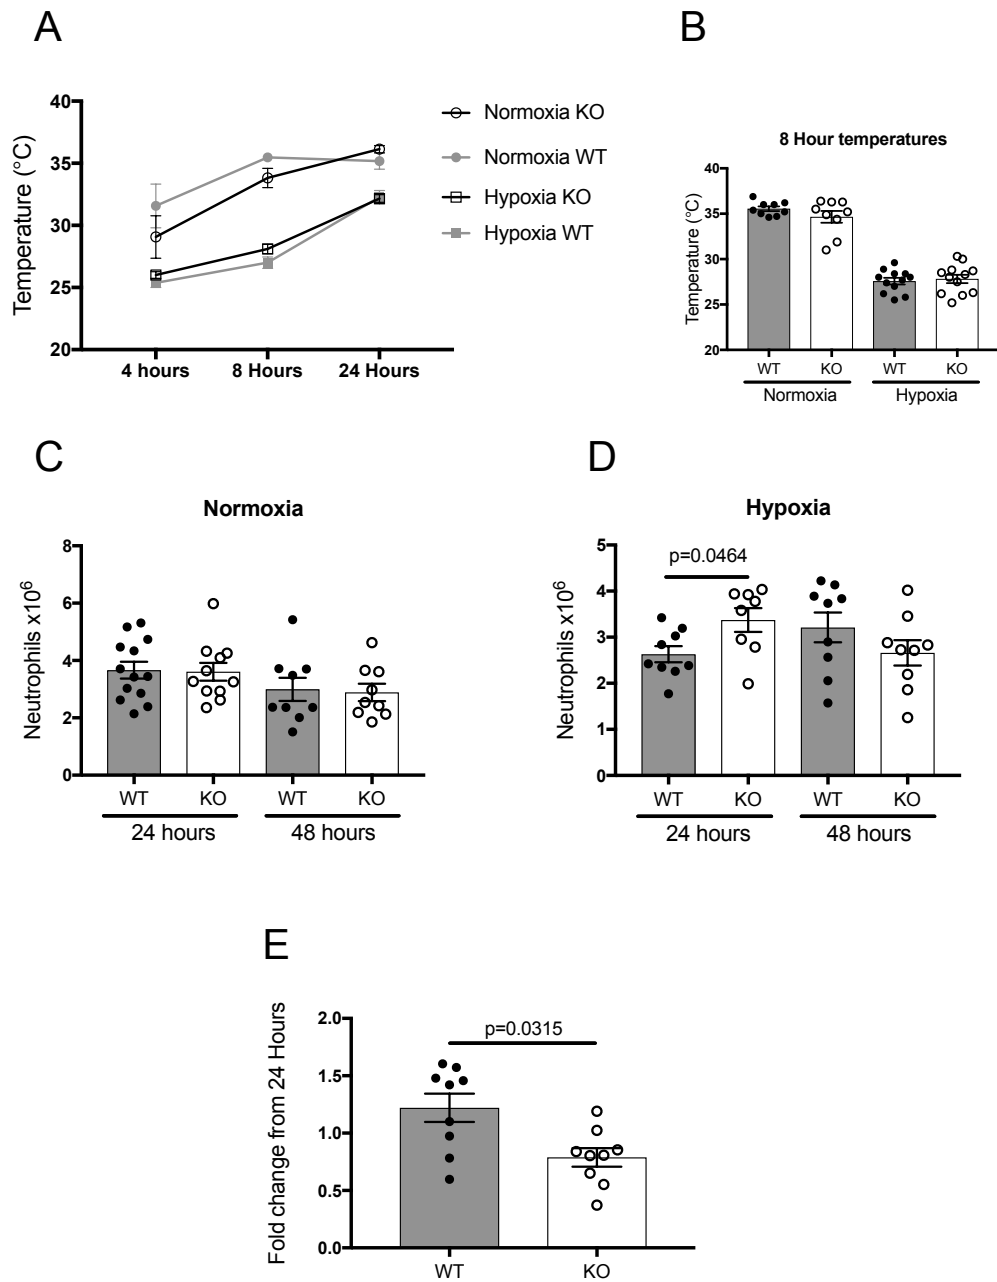 A
Temperature (°C)
40
35
30
25
20
4 hours
8 Hours
24 Hours
Normoxia KO
Normoxia WT
Hypoxia KO
Hypoxia WT
B
8 Hour temperatures
Temperature (°C)
40
35
30
25
20
WT
KO
WT
KO
Normoxia
Hypoxia
C
Normoxia
Neutrophils x10⁶
8
6
4
2
0
WT
KO
WT
KO
24 hours
48 hours
D
Hypoxia
Neutrophils x10⁶
5
4
3
2
1
0
p=0.0464
WT
KO
WT
KO
24 hours
48 hours
E
Fold change from 24 Hours
2.0
1.5
1.0
0.5
0.0
p=0.0315
WT
KO